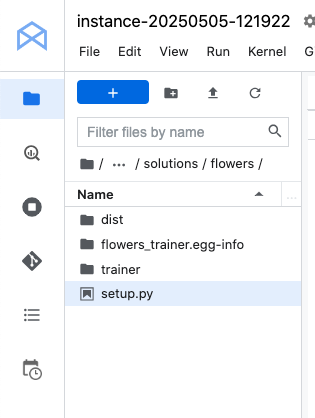 instance-20250505-121922
File Edit View Run Kernel G
+
Filter files by name
/ ... / solutions / flowers /
Name
dist
flowers_trainer.egg-info
trainer
setup.py